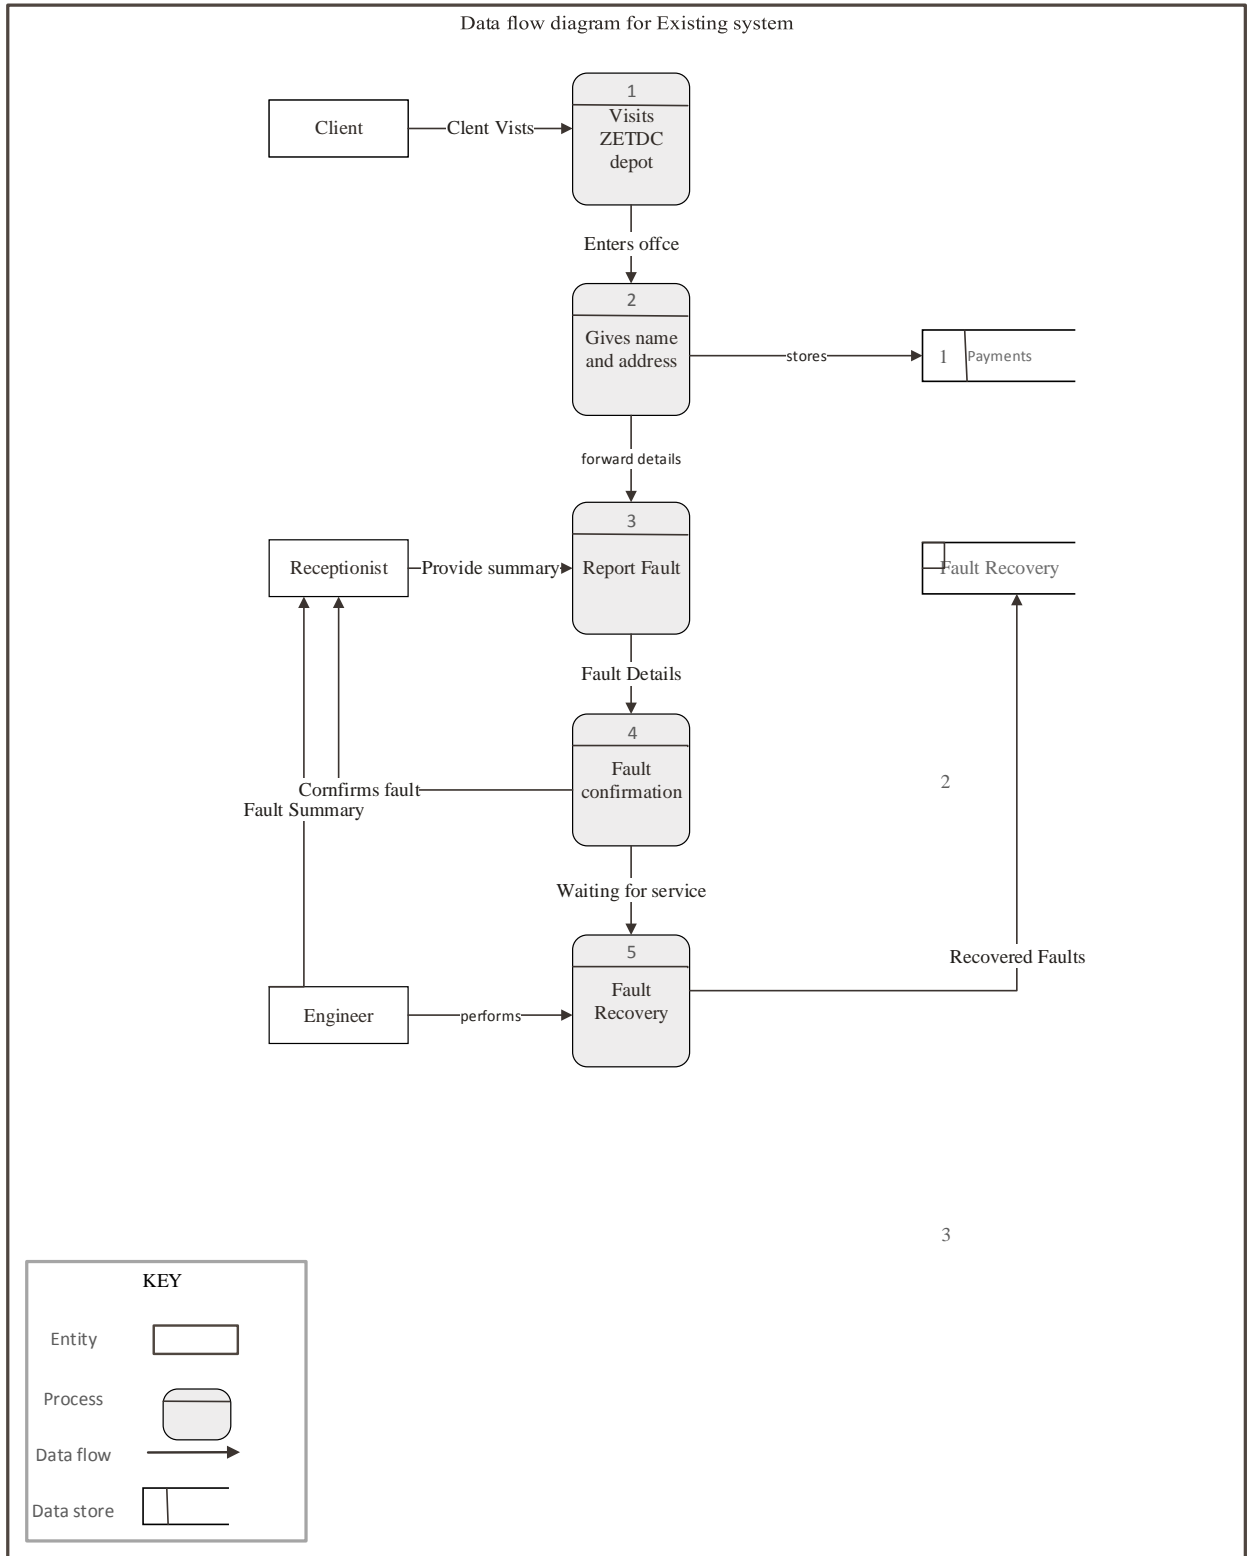 Data flow diagram for Existing system
1
Visits
ZETDC
depot
Client
Clent Vists
Enters offce
2
Gives name
and address
stores
1
Payments
forward details
3
Report Fault
Receptionist
Provide summary
Fault Recovery
Fault Details
4
Fault
confirmation
Cornfirms fault
Fault Summary
2
Waiting for service
5
Fault
Recovery
Recovered Faults
Engineer
performs
3
KEY
Entity
Process
Data flow
Data store